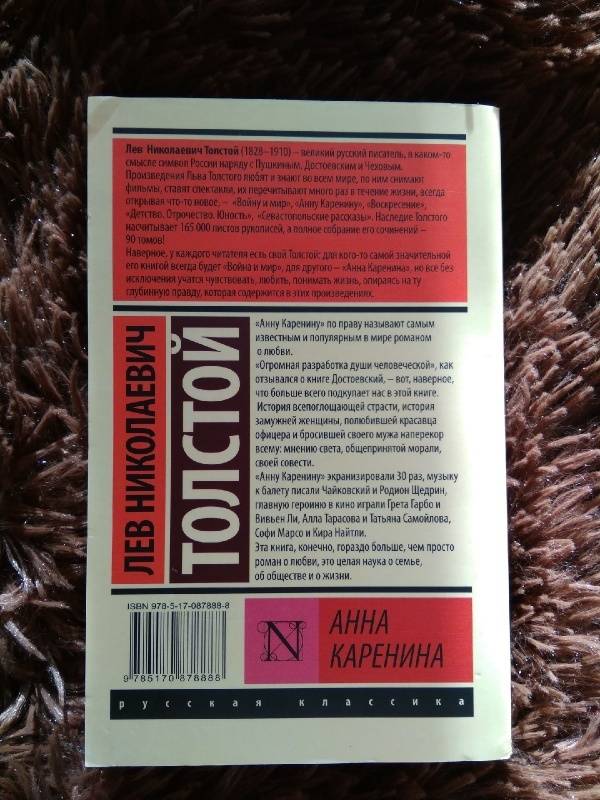 Лев Николаевич Толстой (1828–1910) – великий русский писатель, в каком-то
смысле символ России наряду с Пушкиным, Достоевским и Чеховым.
Произведения Льва Толстого любят и знают во всем мире, по ним снимают
фильмы, ставят спектакли, их перечитывают много раз в течение жизни, всегда
открывая что-то новое, – «Войну и мир», «Анну Каренину», «Воскресение»,
«Детство. Отрочество. Юность», «Севастопольские рассказы». Наследие Толстого
насчитывает 165 000 листов рукописей, а полное собрание его сочинений –
90 томов!
Наверное, у каждого читателя есть свой Толстой: для кого-то самой значительной
его книгой всегда будет «Война и мир», для другого – «Анна Каренина», но все без
исключения учатся чувствовать, любить, понимать жизнь, опираясь на ту
глубинную правду, которая содержится в этих произведениях.
ЛЕВ НИКОЛАЕВИЧ
ТОЛСТОЙ
«Анну Каренину» по праву называют самым
известным и популярным в мире романом
о любви.
«Огромная разработка души человеческой», как
отзывался о книге Достоевский, – вот, наверное,
что больше всего подкупает нас в этой книге.
История всепоглощающей страсти, история
замужней женщины, полюбившей красавца
офицера и бросившей своего мужа наперекор
всему: мнению света, общепринятой морали,
своей совести.
«Анну Каренину» экранизировали 30 раз, музыку
к балету писали Чайковский и Родион Щедрин,
главную героиню в кино играли Грета Гарбо и
Вивьен Ли, Алла Тарасова и Татьяна Самойлова,
Софи Марсо и Кира Найтли.
Эта книга, конечно, гораздо больше, чем просто
роман о любви, это целая наука о семье,
об обществе и о жизни.
ISBN 978-5-17-087888-8
9 785170 878888
N
АННА
КАРЕНИНА
русская классика